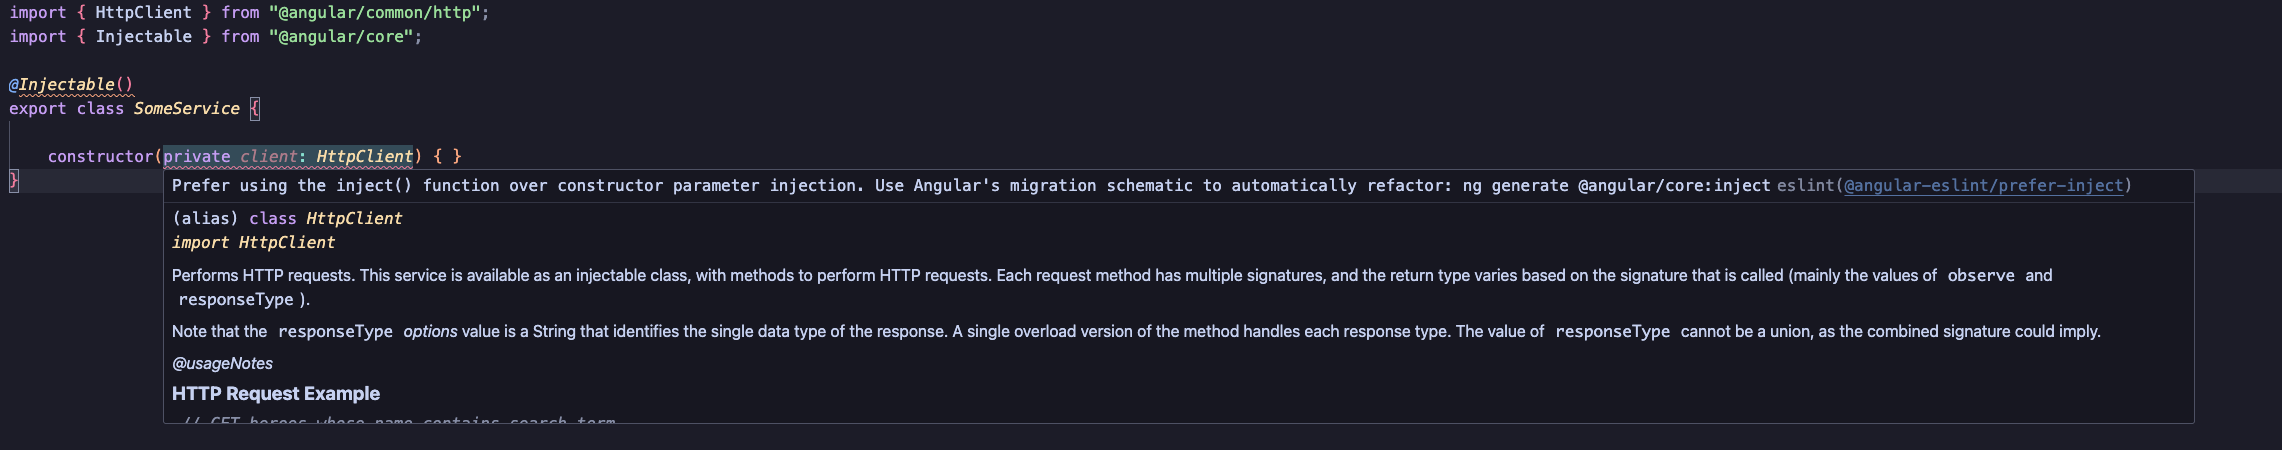 import { HttpClient } from "@angular/common/http";
import { Injectable } from "@angular/core";
@Injectable()
export class SomeService {
constructor(private client: HttpClient) { }
}
Prefer using the inject() function over constructor parameter injection. Use Angular's migration schematic to automatically refactor: ng generate @angular/core:inject eslint(@angular-eslint/prefer-inject)
(alias) class HttpClient
import HttpClient
Performs HTTP requests. This service is available as an injectable class, with methods to perform HTTP requests. Each request method has multiple signatures, and the return type varies based on the signature that is called (mainly the values of observe and
responseType ).
Note that the responseType options value is a String that identifies the single data type of the response. A single overload version of the method handles each response type. The value of responseType cannot be a union, as the combined signature could imply.
@usageNotes
HTTP Request Example
// GET heroes whose name contains search term